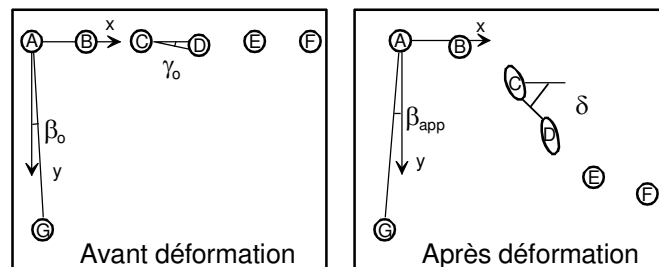 A B x C D E F
γo
βo
y
G
Avant déformation
A B x
C
δ
βapp
D
y
E
F
G
Après déformation